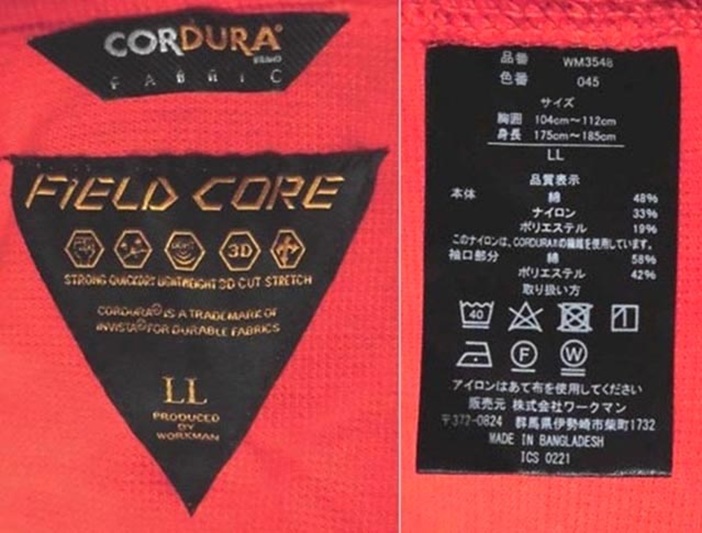 CORDURA®
FABRIC
FIELD CORE
LIGHT
3D
STRONG QUICKDRY LIGHTWEIGHT 3D CUT STRETCH
CORDURA® IS A TRADEMARK OF
INVISTA® FOR DURABLE FABRICS
LL
PRODUCED
BY
WORKMAN
品番 WM3548
色番 045
サイズ
胸囲 104cm～112cm
身長 175cm～185cm
LL
品質表示
本体 綿 48%
ナイロン 33%
ポリエステル 19%
このナイロンは、CORDURA®の繊維を使用しています。
袖口部分 綿 58%
ポリエステル 42%
取り扱い方
40
F
W
アイロンはあて布を使用してください
販売元 株式会社ワークマン
〒372-0824 群馬県伊勢崎市柴町1732
MADE IN BANGLADESH
ICS 0221